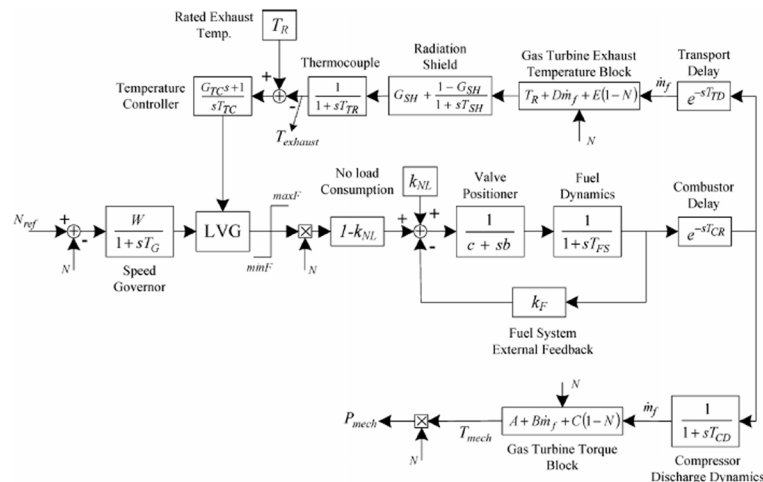 Rated Exhaust
Temp.
T_R
Temperature
Controller
G_TC s+1
sT_TC
+
-
T_exhaust
Thermocouple
1
1+sT_TR
Radiation
Shield
G_SH + 1-G_SH
1+sT_SH
Gas Turbine Exhaust
Temperature Block
T_R + Dṁ_f + E(1-N)
N
ṁ_f
Transport
Delay
e^-sT_TD
N_ref
+
-
N
W
1+sT_G
Speed
Governor
LVG
maxF
minF
N
No load
Consumption
1-k_NL
k_NL
+
+
-
Valve
Positioner
1
c + sb
Fuel
Dynamics
1
1+sT_FS
Combustor
Delay
e^-sT_CR
k_F
Fuel System
External Feedback
P_mech
N
T_mech
N
A + Bṁ_f + C(1-N)
Gas Turbine Torque
Block
ṁ_f
1
1+sT_CD
Compressor
Discharge Dynamics